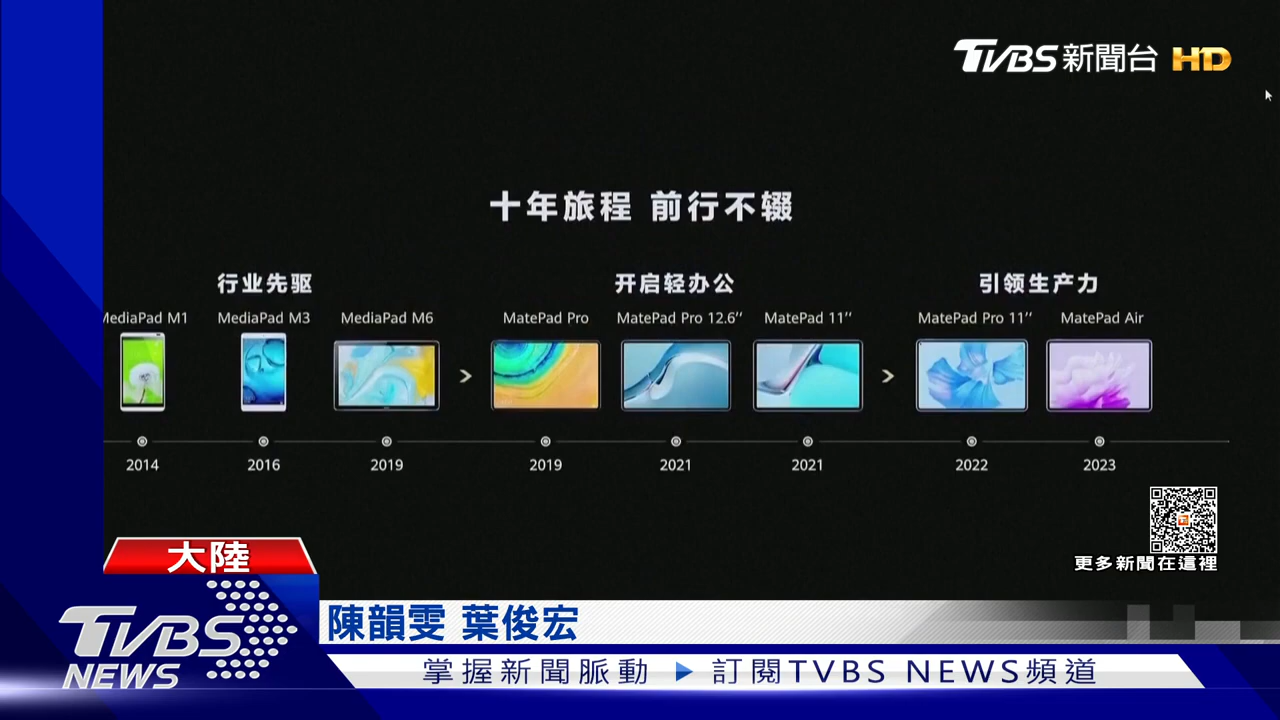 TVBS新聞台 HD
十年旅程 前行不辍
行业先驱 开启轻办公 引领生产力
MediaPad M1 MediaPad M3 MediaPad M6 MatePad Pro MatePad Pro 12.6″ MatePad 11″ MatePad Pro 11″ MatePad Air
2014 2016 2019 2019 2021 2021 2022 2023
更多新聞在這裡
大陸
TVBS NEWS
陳韻雯 葉俊宏
掌握新聞脈動 ▶ 訂閱TVBS NEWS頻道